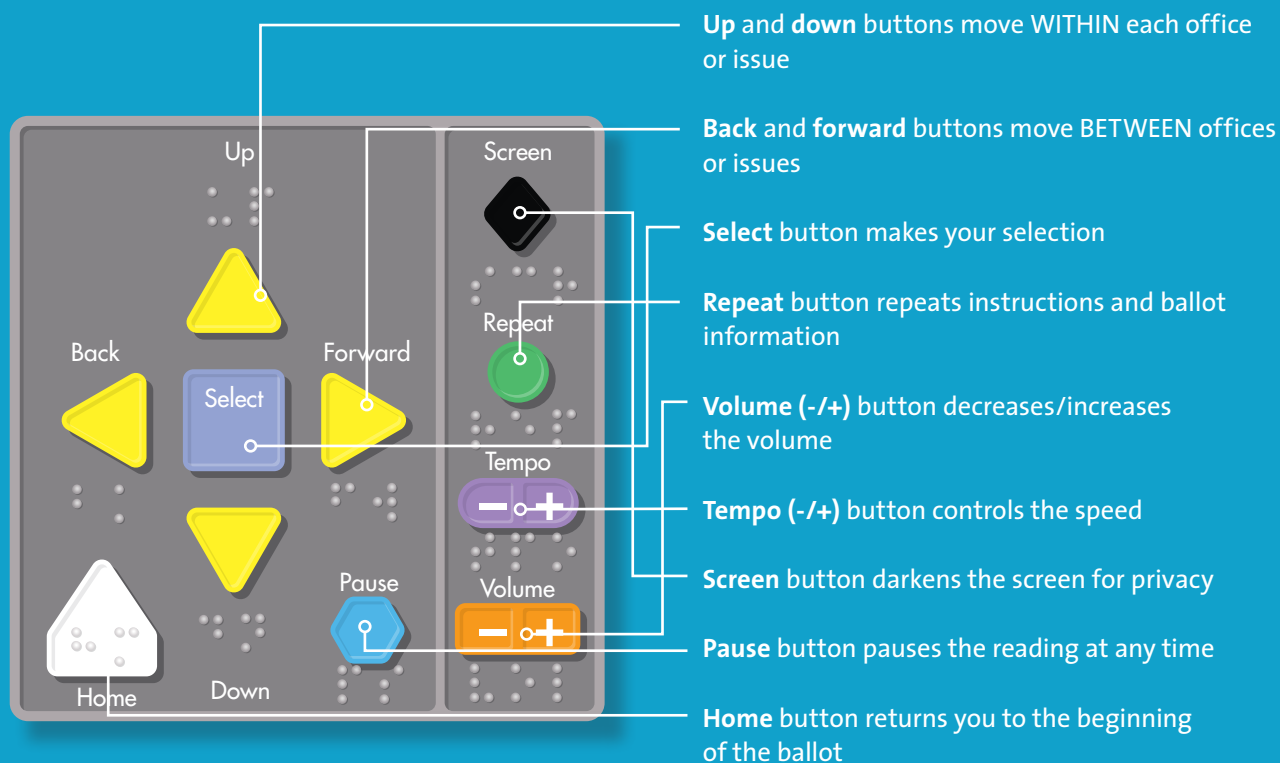 Up and down buttons move WITHIN each office
or issue
Back and forward buttons move BETWEEN offices
or issues
Select button makes your selection
Repeat button repeats instructions and ballot
information
Volume (-/+) button decreases/increases
the volume
Tempo (-/+) button controls the speed
Screen button darkens the screen for privacy
Pause button pauses the reading at any time
Home button returns you to the beginning
of the ballot
Up
Back
Select
Forward
Down
Home
Pause
Screen
Repeat
Tempo
− +
Volume
− +